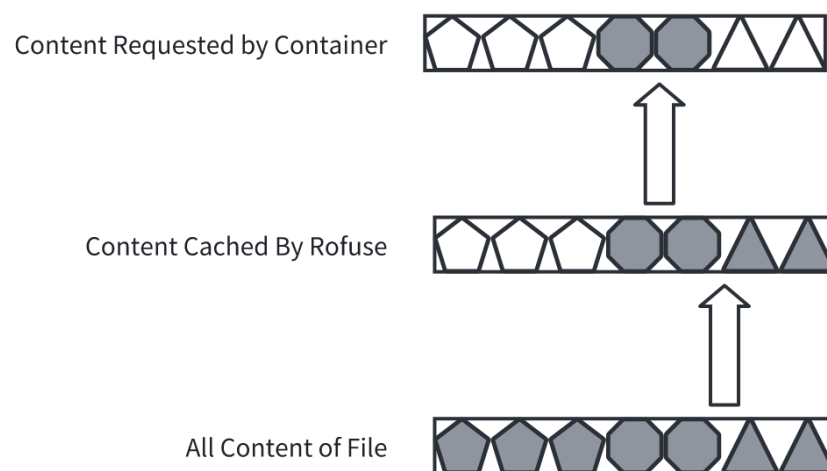 Content Requested by Container
Content Cached By Rofuse
All Content of File